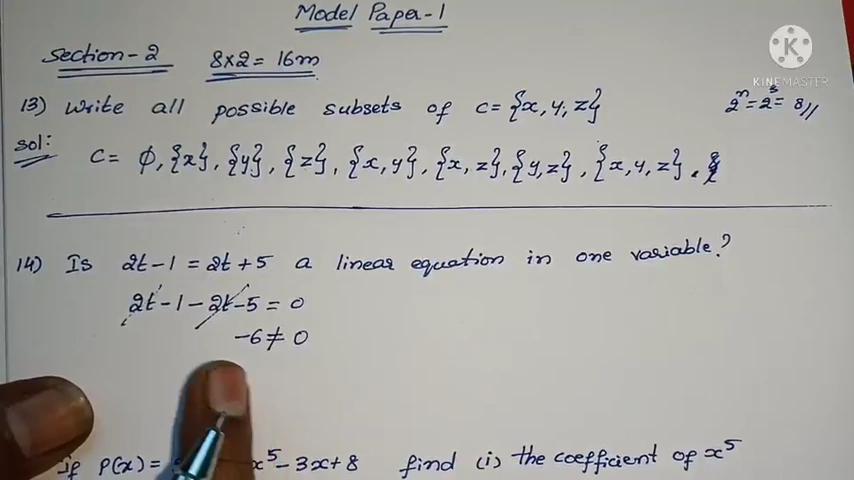 Model Paper-1
Section-2 8×2=16m
KINEMASTER
13) Write all possible subsets of C={x,y,z} 2ⁿ=2³=8//
Sol: C= ϕ,{x},{y},{z},{x,y},{x,z},{y,z},{x,y,z}.
14) Is 2t-1=2t+5 a linear equation in one variable?
2t-1-2t-5=0
-6≠0
If P(x)= x⁵-3x+8 find (i) the coefficient of x⁵